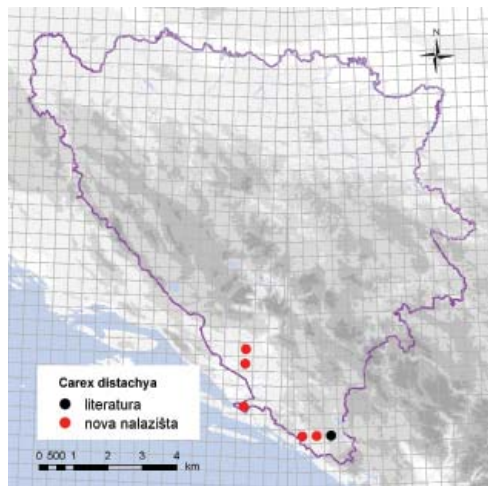 N
Carex distachya
literatura
nova nalazišta
0 500 1 2 3 4
km